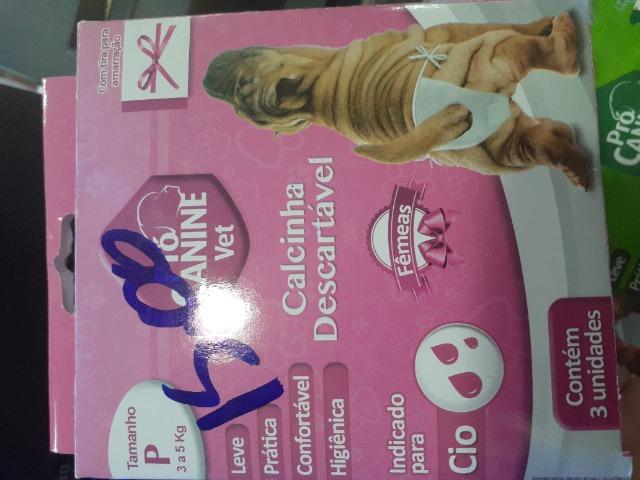 Com tira para
amarração
Pró
CANINE
Vet
Calcinha
Descartável
Fêmeas
Tamanho
P
3 a 5 Kg
Leve
Prática
Confortável
Higiênica
Indicado
para
Cio
Contém
3 unidades
Pró
Leve